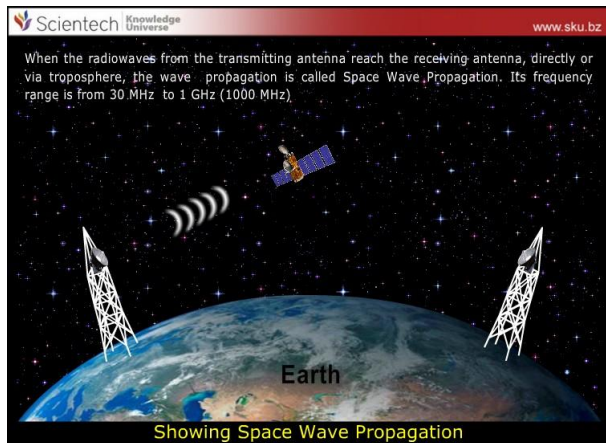 Scientech Knowledge Universe
www.sku.bz
When the radiowaves from the transmitting antenna reach the receiving antenna, directly or
via troposphere, the wave propagation is called Space Wave Propagation. Its frequency
range is from 30 MHz to 1 GHz (1000 MHz)
Earth
Showing Space Wave Propagation